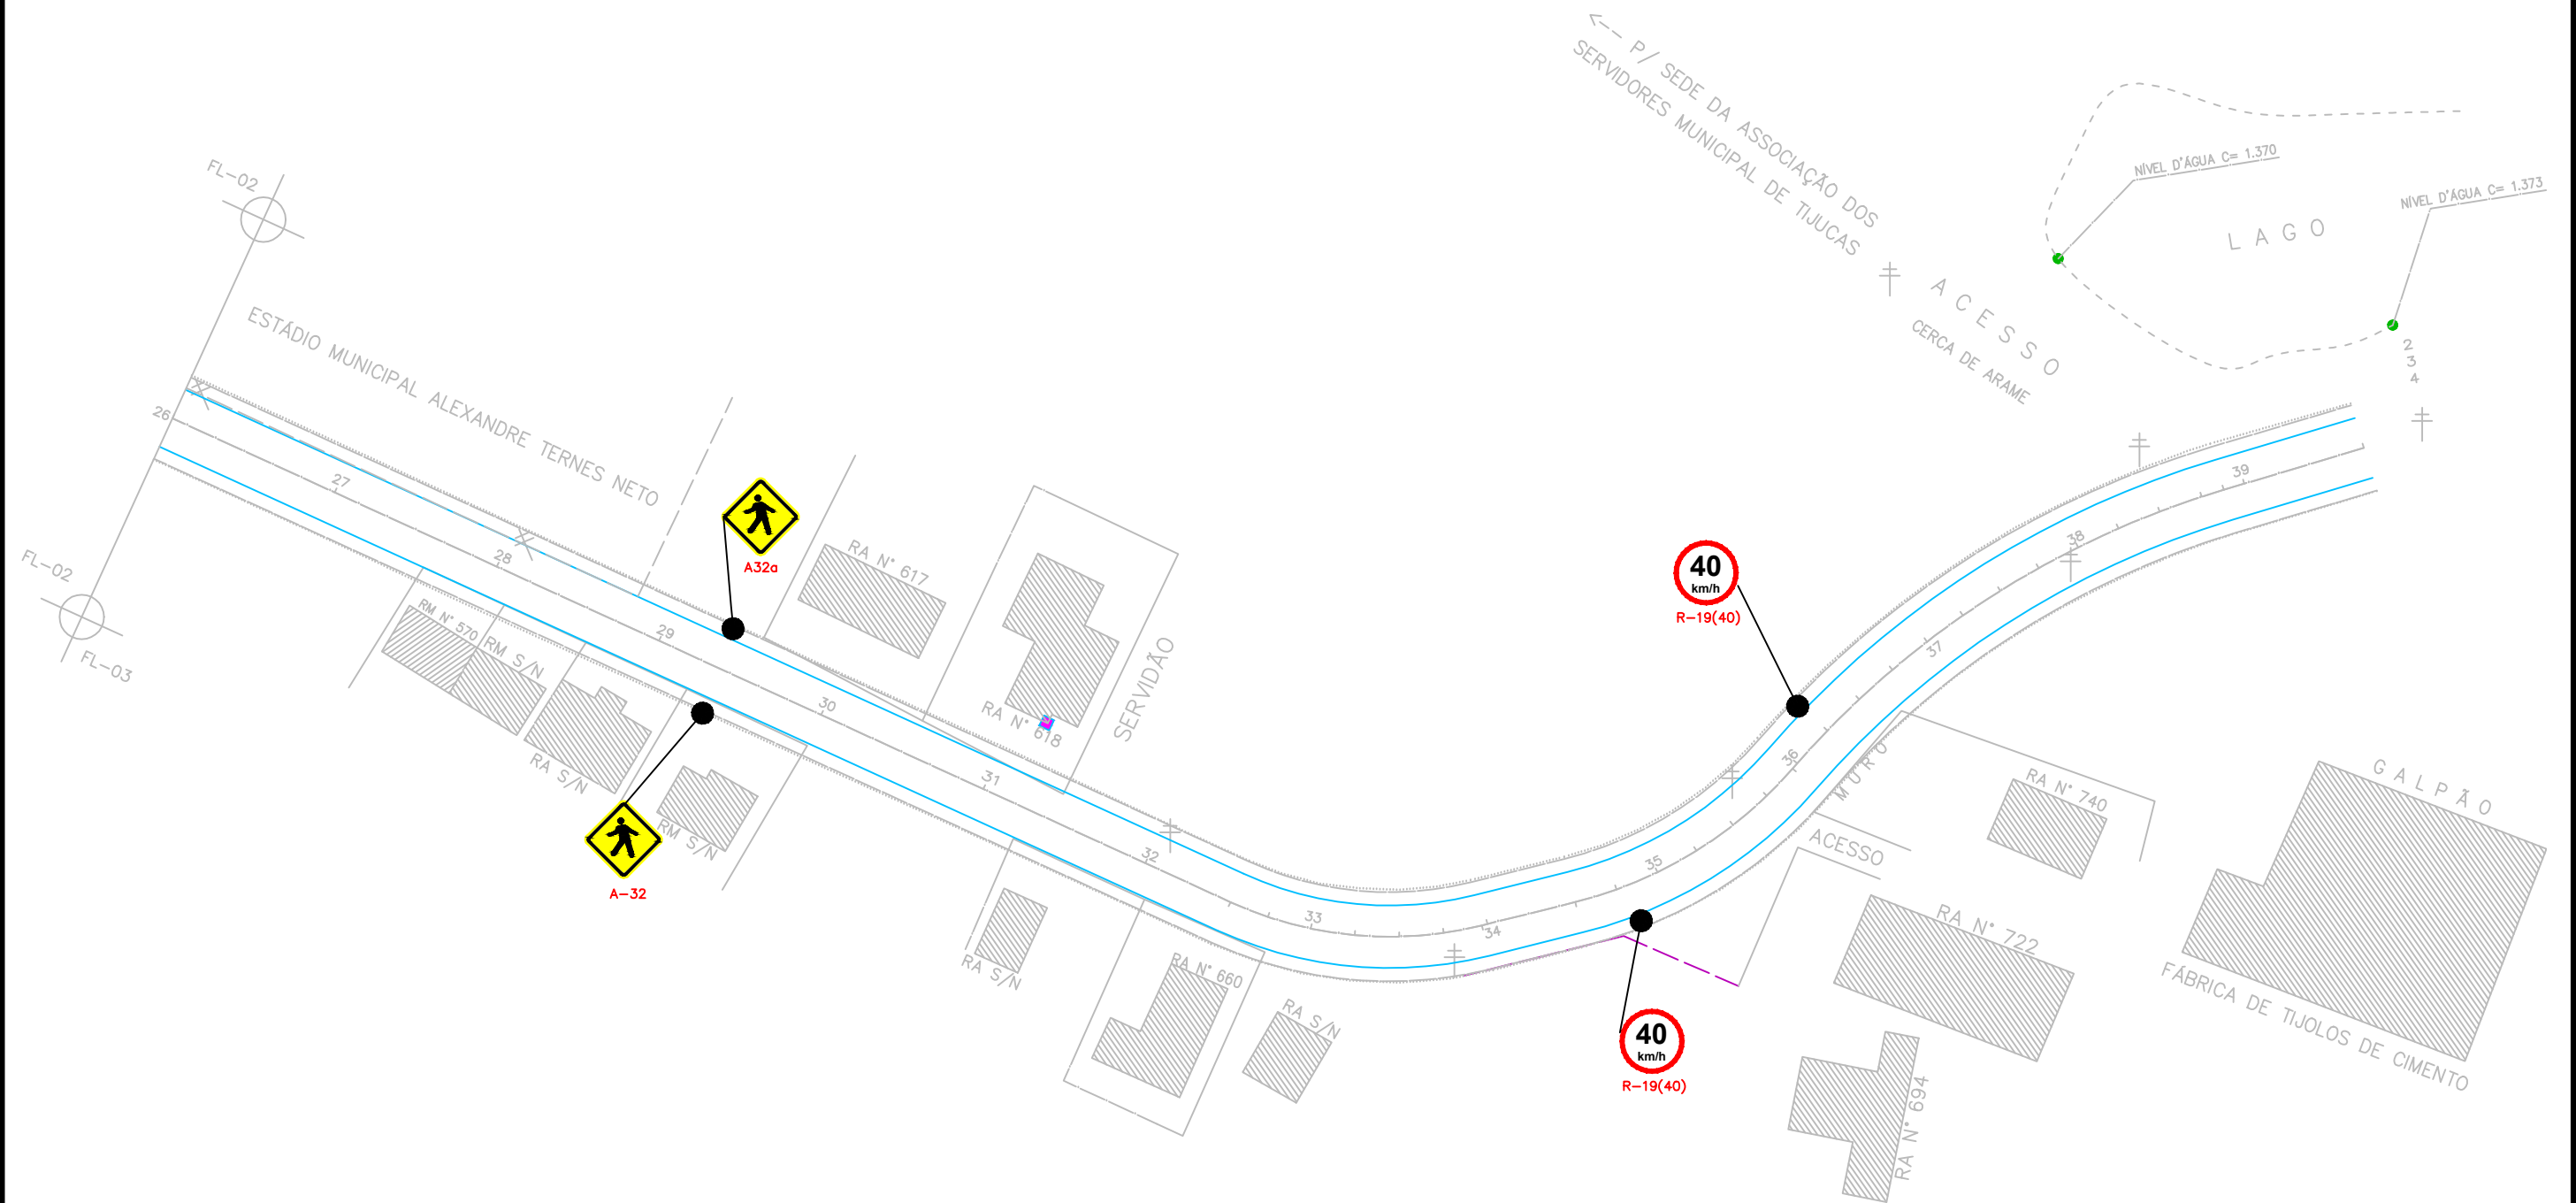 <-- P/ SEDE DA ASSOCIAÇÃO DOS
SERVIDORES MUNICIPAL DE TIJUCAS
NÍVEL D'ÁGUA C= 1.370
NÍVEL D'ÁGUA C= 1.373
LAGO
ACESSO
CERCA DE ARAME
2
3
4
FL-02
ESTÁDIO MUNICIPAL ALEXANDRE TERNES NETO
26
27
28
29
30
31
32
33
34
35
36
37
38
39
FL-02
FL-03
A32a
RA N° 617
RA N° 618
SERVIDÃO
RM N° 570
RM S/N
RA S/N
RM S/N
A-32
40
km/h
R-19(40)
MURO
ACESSO
RA N° 740
GALPÃO
RA N° 722
FÁBRICA DE TIJOLOS DE CIMENTO
RA S/N
RA N° 660
RA S/N
40
km/h
R-19(40)
RA N° 694